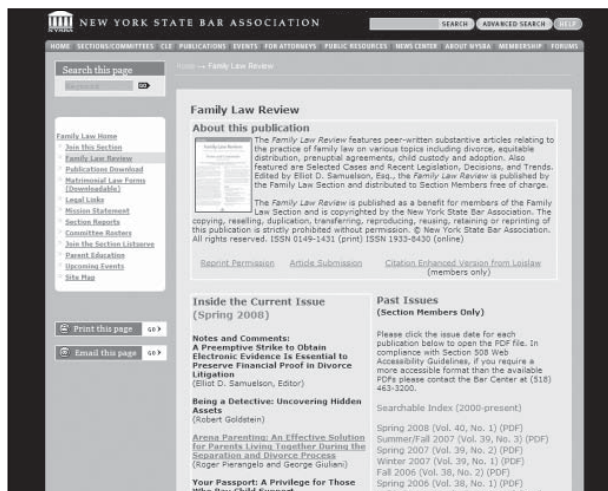 NEW YORK STATE BAR ASSOCIATION
NYSBA
SEARCH
ADVANCED SEARCH
HELP
HOME SECTIONS/COMMITTEES CLE PUBLICATIONS EVENTS FOR ATTORNEYS PUBLIC RESOURCES NEWS CENTER ABOUT NYSBA MEMBERSHIP FORUMS
Search this page
GO
Home → Family Law Review
Family Law Home
Join this Section
Family Law Review
Publications Download
Matrimonial Law Forms
(Downloadable)
Legal Links
Mission Statement
Section Reports
Committee Rosters
Join the Section Listserve
Parent Education
Upcoming Events
Site Map
Print this page GO
Email this page GO
Family Law Review
About this publication
The Family Law Review features peer-written substantive articles relating to
the practice of family law on various topics including divorce, equitable
distribution, prenuptial agreements, child custody and adoption. Also
featured are Selected Cases and Recent Legislation, Decisions, and Trends.
Edited by Elliot D. Samuelson, Esq., the Family Law Review is published by
the Family Law Section and distributed to Section Members free of charge.
The Family Law Review is published as a benefit for members of the Family
Law Section and is copyrighted by the New York State Bar Association. The
copying, reselling, duplication, transferring, reproducing, reusing, retaining or reprinting of
this publication is strictly prohibited without permission. © New York State Bar Association.
All rights reserved. ISSN 0149-1431 (print) ISSN 1933-8430 (online)
Reprint Permission Article Submission Citation Enhanced Version from Loislaw
(members only)
Inside the Current Issue
(Spring 2008)
Notes and Comments:
A Preemptive Strike to Obtain
Electronic Evidence Is Essential to
Preserve Financial Proof in Divorce
Litigation
(Elliot D. Samuelson, Editor)
Being a Detective: Uncovering Hidden
Assets
(Robert Goldstein)
Arena Parenting: An Effective Solution
for Parents Living Together During the
Separation and Divorce Process
(Roger Pierangelo and George Giuliani)
Your Passport: A Privilege for Those
Who Pay Child Support
Past Issues
(Section Members Only)
Please click the issue date for each
publication below to open the PDF file. In
compliance with Section 508 Web
Accessibility Guidelines, if you require a
more accessible format than the available
PDFs please contact the Bar Center at (518)
463-3200.
Searchable Index (2000-present)
Spring 2008 (Vol. 40, No. 1) (PDF)
Summer/Fall 2007 (Vol. 39, No. 3) (PDF)
Spring 2007 (Vol. 39, No. 2) (PDF)
Winter 2007 (Vol. 39, No. 1) (PDF)
Fall 2006 (Vol. 38, No. 2) (PDF)
Spring 2006 (Vol. 38, No. 1) (PDF)